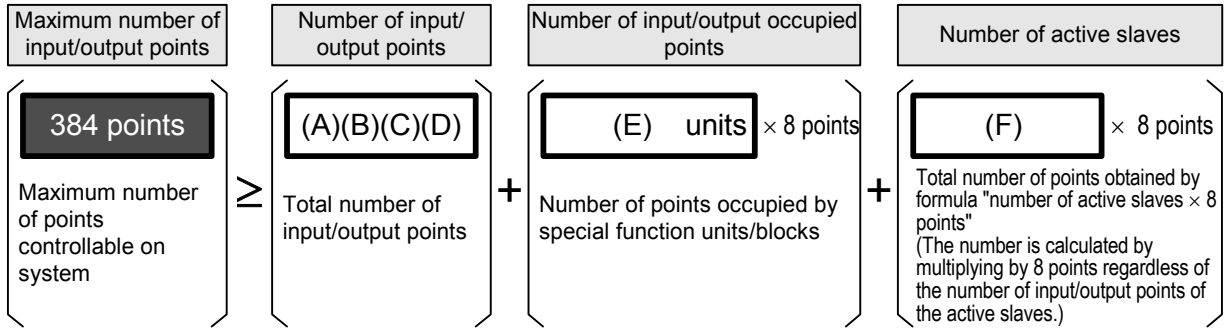 Maximum number of
input/output points
Number of input/
output points
Number of input/output occupied
points
Number of active slaves
384 points
Maximum number
of points
controllable on
system
≥
(A)(B)(C)(D)
Total number of
input/output points
+
(E) units × 8 points
Number of points occupied by
special function units/blocks
+
(F) × 8 points
Total number of points obtained by
formula "number of active slaves × 8
points"
(The number is calculated by
multiplying by 8 points regardless of
the number of input/output points of
the active slaves.)